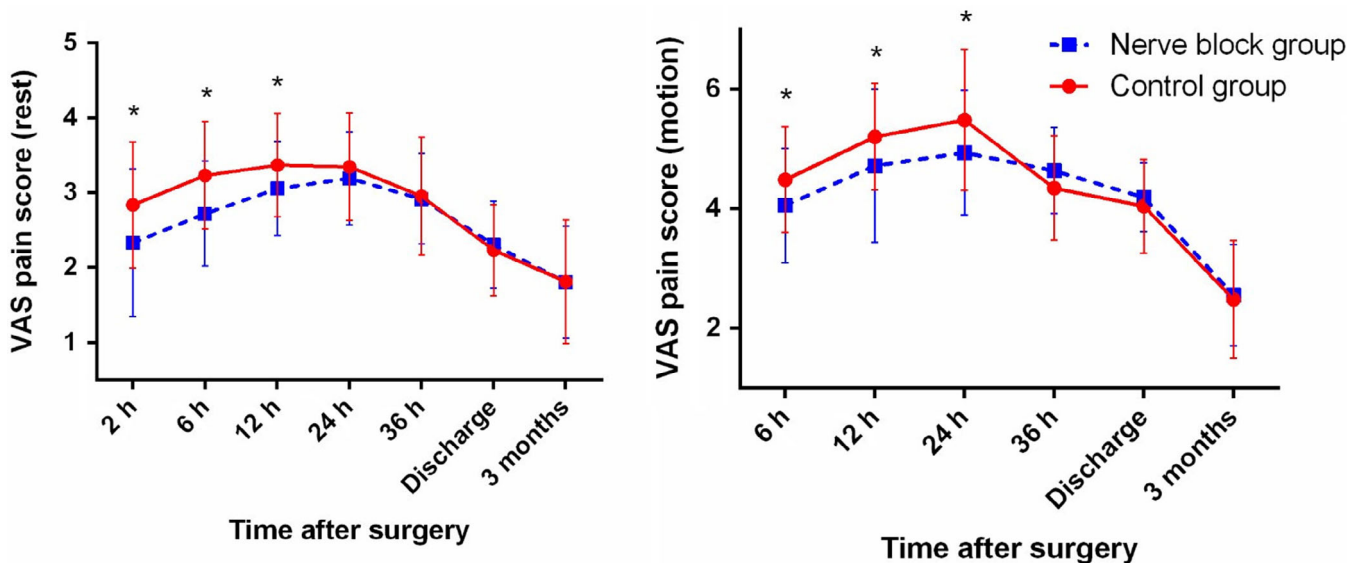 VAS pain score (rest)
5
4
3
2
1
*
*
*
2 h
6 h
12 h
24 h
36 h
Discharge
3 months
Time after surgery
VAS pain score (motion)
6
4
2
*
*
*
Nerve block group
Control group
6 h
12 h
24 h
36 h
Discharge
3 months
Time after surgery